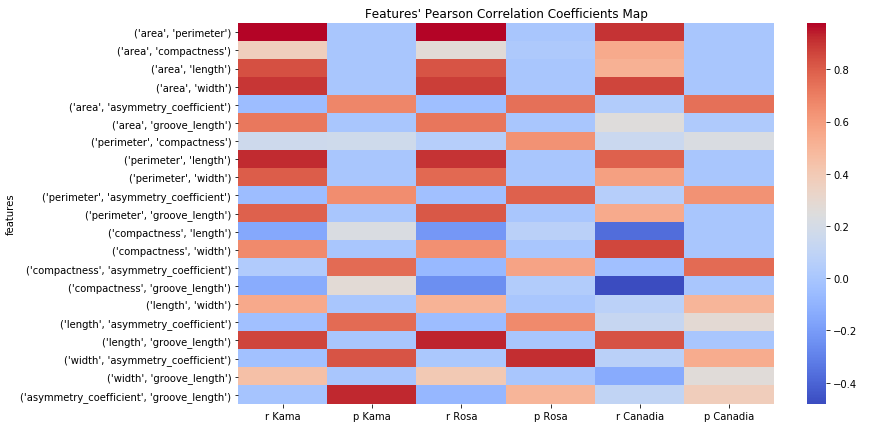 Features' Pearson Correlation Coefficients Map
features
('area', 'perimeter')
('area', 'compactness')
('area', 'length')
('area', 'width')
('area', 'asymmetry_coefficient')
('area', 'groove_length')
('perimeter', 'compactness')
('perimeter', 'length')
('perimeter', 'width')
('perimeter', 'asymmetry_coefficient')
('perimeter', 'groove_length')
('compactness', 'length')
('compactness', 'width')
('compactness', 'asymmetry_coefficient')
('compactness', 'groove_length')
('length', 'width')
('length', 'asymmetry_coefficient')
('length', 'groove_length')
('width', 'asymmetry_coefficient')
('width', 'groove_length')
('asymmetry_coefficient', 'groove_length')
r Kama p Kama r Rosa p Rosa r Canadia p Canadia
0.8
0.6
0.4
0.2
0.0
−0.2
−0.4